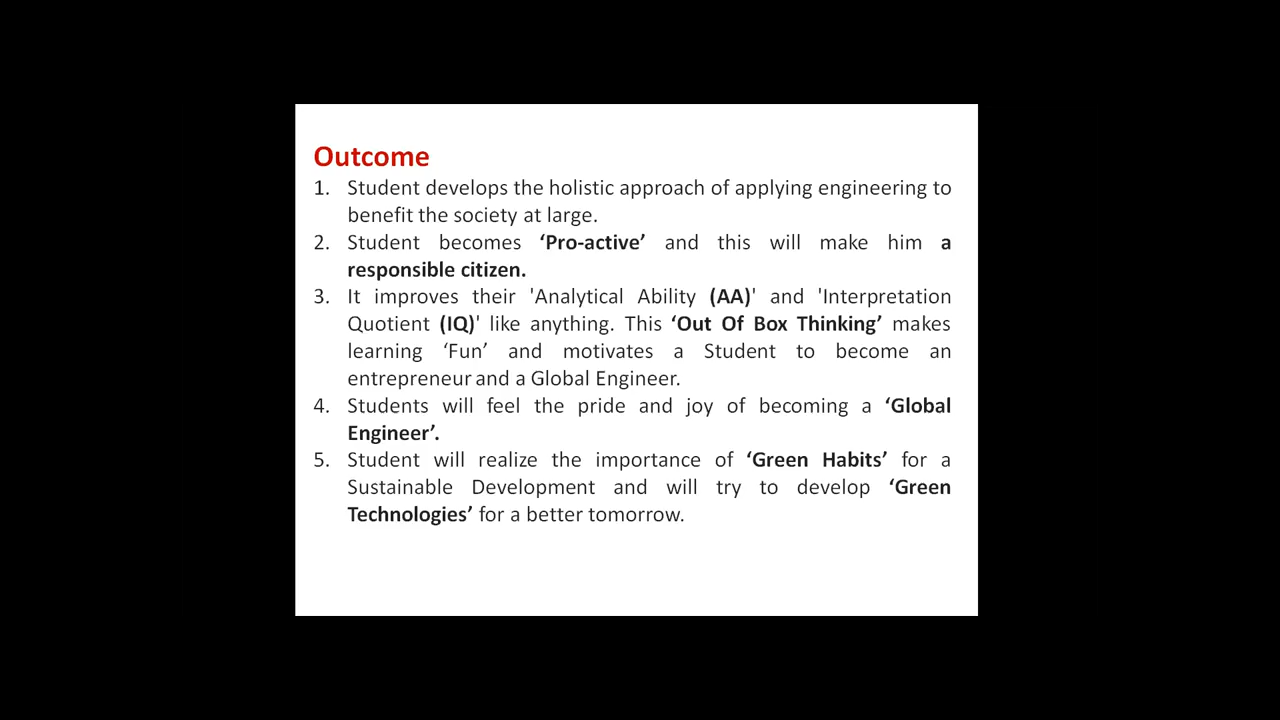 Outcome
1. Student develops the holistic approach of applying engineering to
benefit the society at large.
2. Student becomes ‘Pro-active’ and this will make him a
responsible citizen.
3. It improves their 'Analytical Ability (AA)' and 'Interpretation
Quotient (IQ)' like anything. This ‘Out Of Box Thinking’ makes
learning ‘Fun’ and motivates a Student to become an
entrepreneur and a Global Engineer.
4. Students will feel the pride and joy of becoming a ‘Global
Engineer’.
5. Student will realize the importance of ‘Green Habits’ for a
Sustainable Development and will try to develop ‘Green
Technologies’ for a better tomorrow.